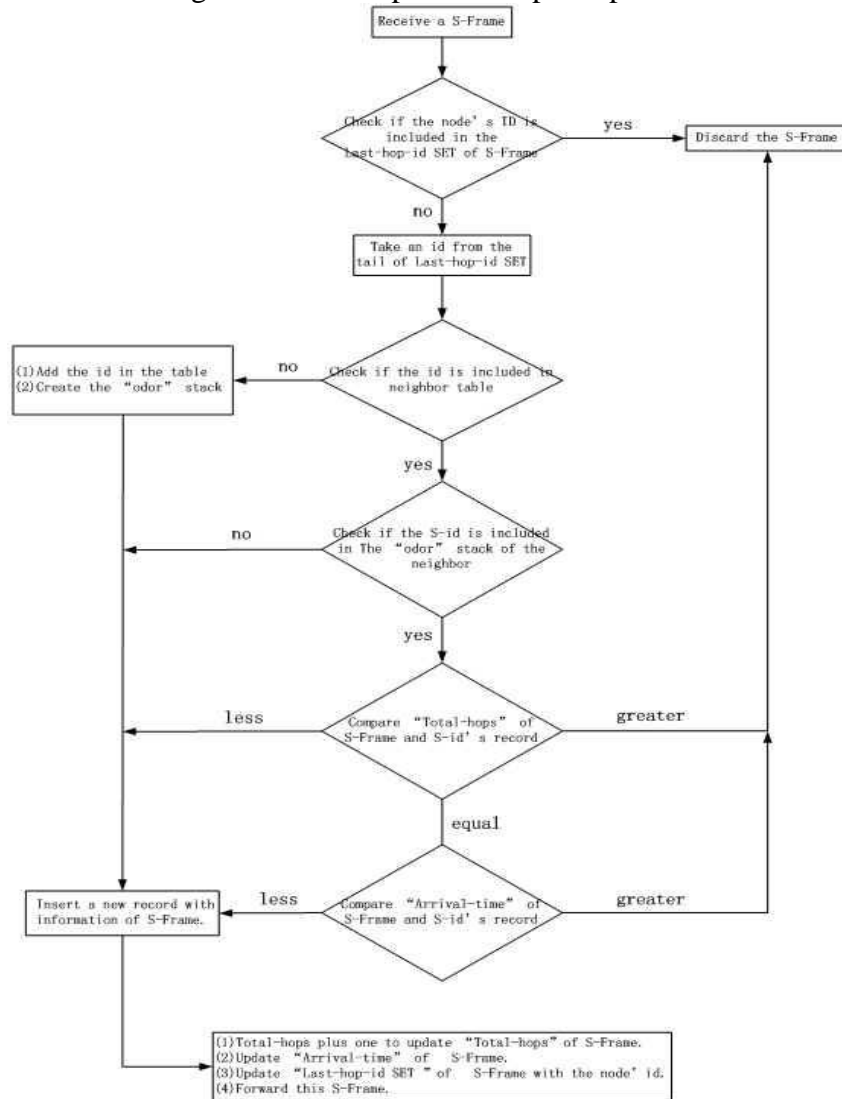 Receive a S-Frame
Check if the node's ID is
included in the
Last-hop-id SET of S-Frame
yes
Discard the S-Frame
no
Take an id from the
tail of Last-hop-id SET
(1)Add the id in the table
(2)Create the “odor” stack
no
Check if the id is included in
neighbor table
yes
no
Check if the S-id is included
in The “odor” stack of the
neighbor
yes
less
Compare “Total-hops” of
S-Frame and S-id's record
greater
equal
Insert a new record with
information of S-Frame.
less
Compare “Arrival-time” of
S-Frame and S-id's record
greater
(1)Total-hops plus one to update “Total-hops” of S-Frame.
(2)Update “Arrival-time” of S-Frame.
(3)Update “Last-hop-id SET ” of S-Frame with the node' id.
(4)Forward this S-Frame.